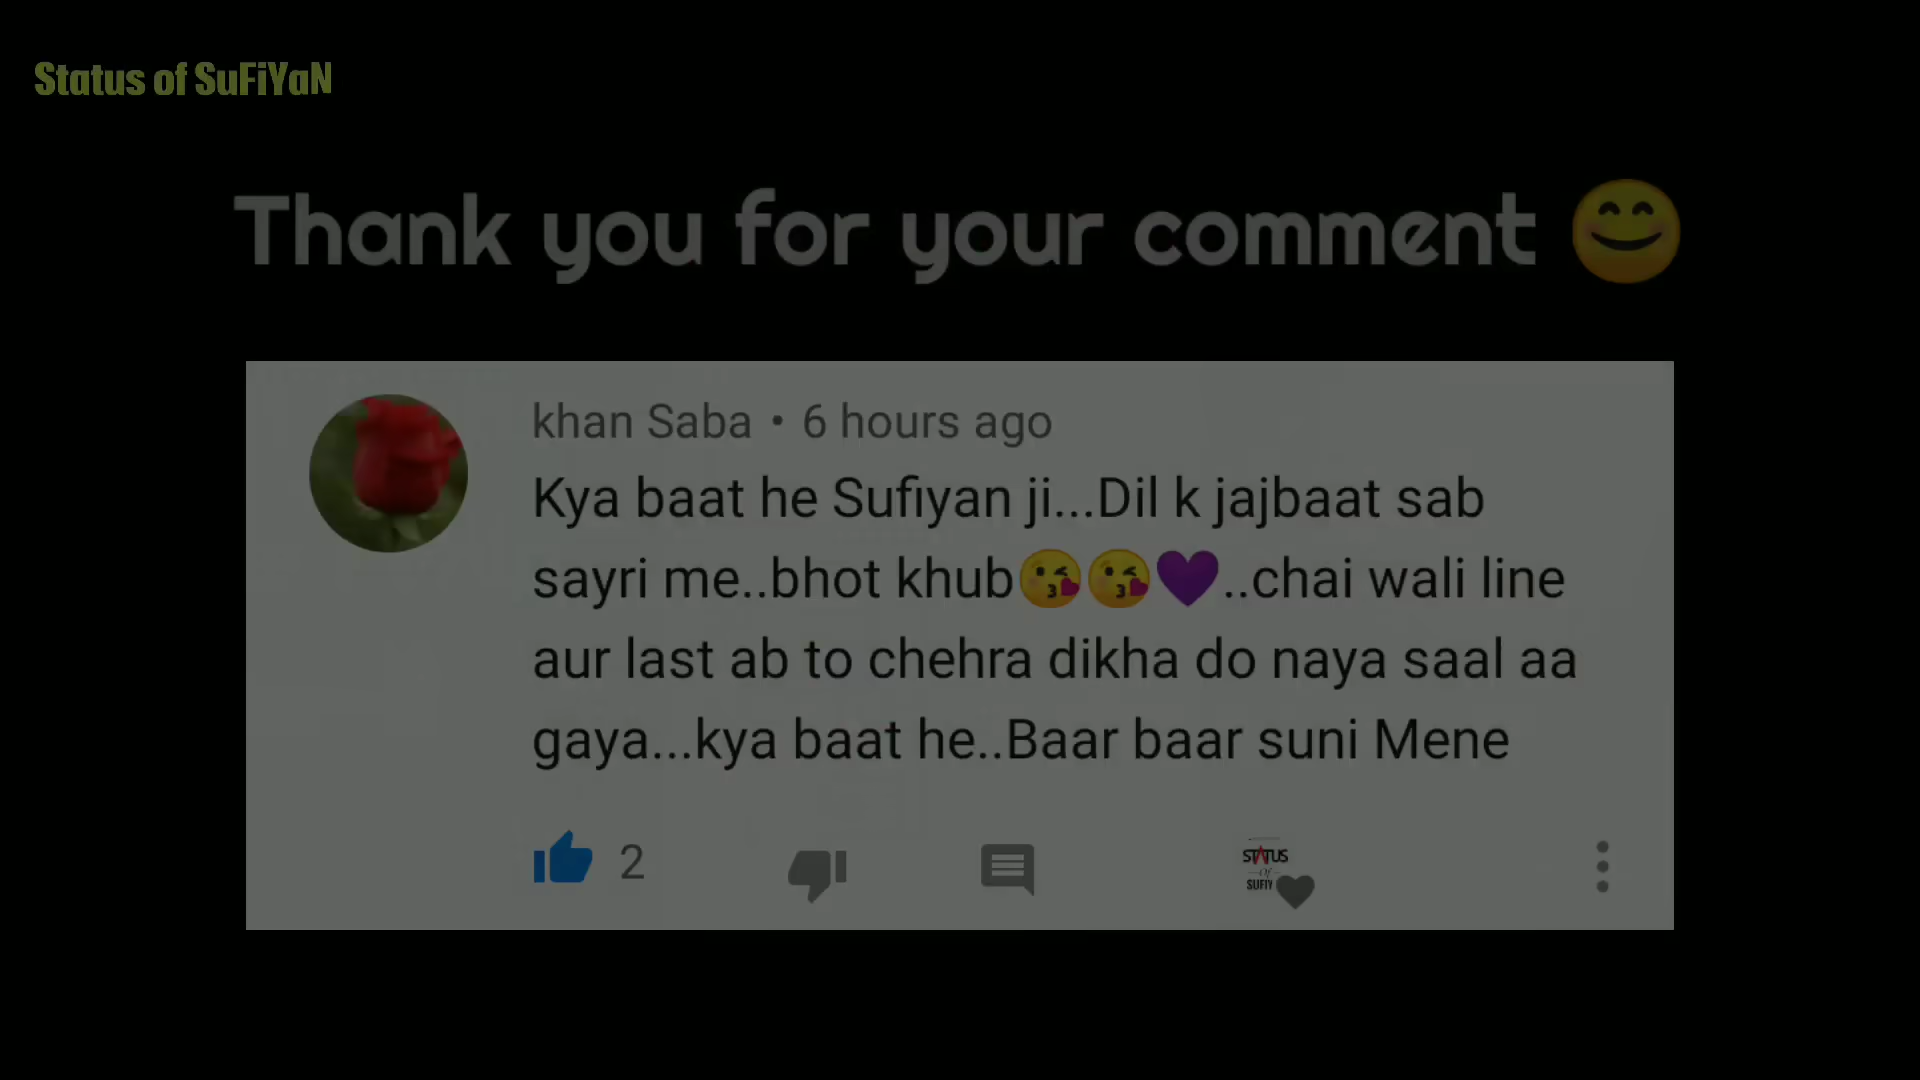 Status of SuFiYaN
Thank you for your comment 😊
khan Saba • 6 hours ago
Kya baat he Sufiyan ji...Dil k jajbaat sab
sayri me..bhot khub😘😘💜..chai wali line
aur last ab to chehra dikha do naya saal aa
gaya...kya baat he..Baar baar suni Mene
2
STATUS
Of
SUFIY